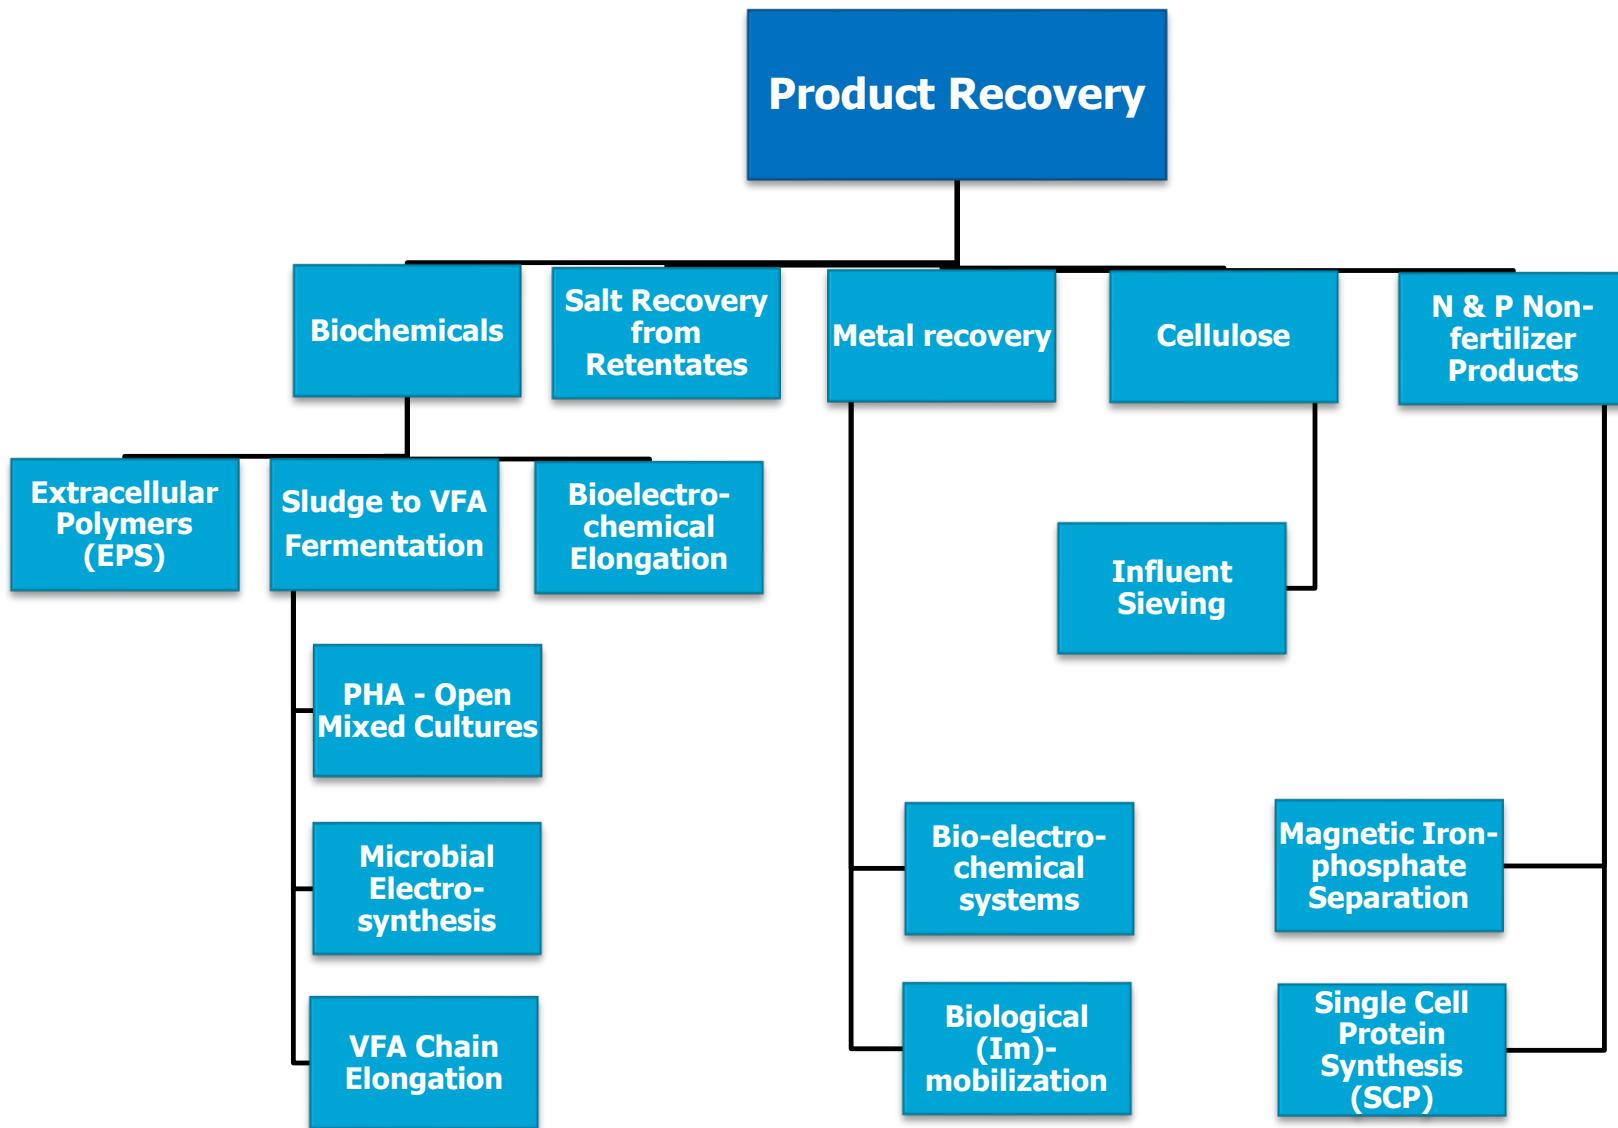 Product Recovery
Biochemicals
Salt Recovery
from
Retentates
Metal recovery
Cellulose
N & P Non-
fertilizer
Products
Extracellular
Polymers
(EPS)
Sludge to VFA
Fermentation
Bioelectro-
chemical
Elongation
Influent
Sieving
PHA - Open
Mixed Cultures
Microbial
Electro-
synthesis
VFA Chain
Elongation
Bio-electro-
chemical
systems
Biological
(Im)-
mobilization
Magnetic Iron-
phosphate
Separation
Single Cell
Protein
Synthesis
(SCP)